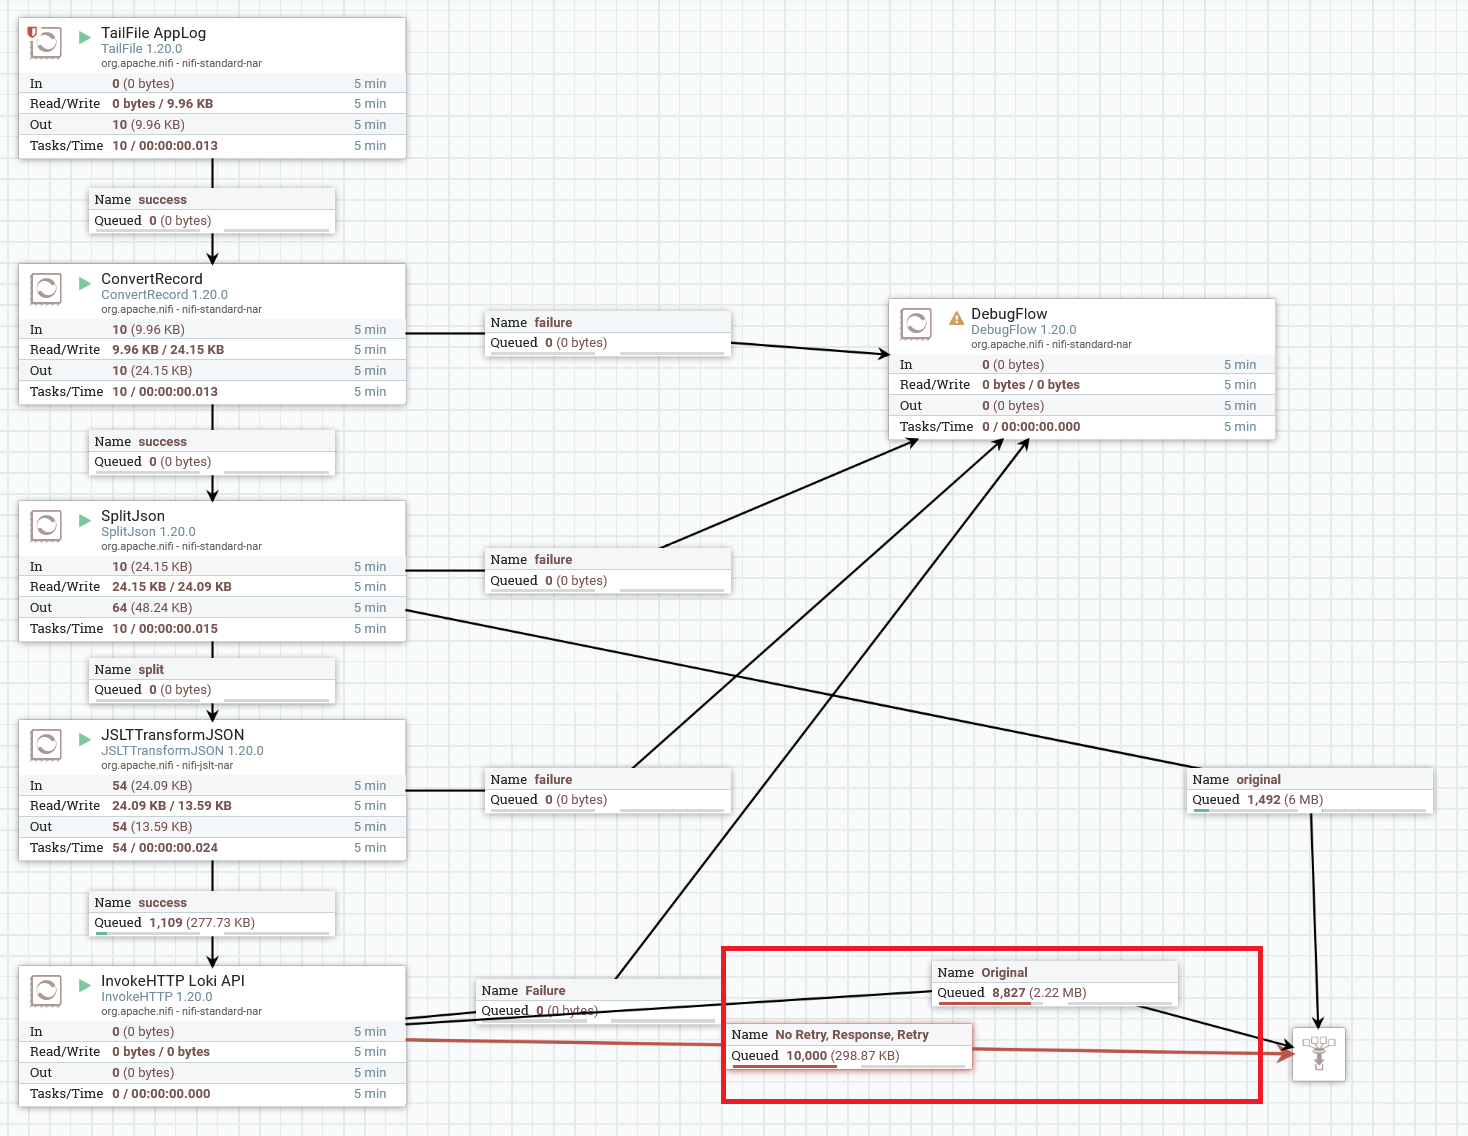 TailFile AppLog
TailFile 1.20.0
org.apache.nifi - nifi-standard-nar
In 0 (0 bytes) 5 min
Read/Write 0 bytes / 9.96 KB 5 min
Out 10 (9.96 KB) 5 min
Tasks/Time 10 / 00:00:00.013 5 min
Name success
Queued 0 (0 bytes)
ConvertRecord
ConvertRecord 1.20.0
org.apache.nifi - nifi-standard-nar
In 10 (9.96 KB) 5 min
Read/Write 9.96 KB / 24.15 KB 5 min
Out 10 (24.15 KB) 5 min
Tasks/Time 10 / 00:00:00.013 5 min
Name failure
Queued 0 (0 bytes)
DebugFlow
DebugFlow 1.20.0
org.apache.nifi - nifi-standard-nar
In 0 (0 bytes) 5 min
Read/Write 0 bytes / 0 bytes 5 min
Out 0 (0 bytes) 5 min
Tasks/Time 0 / 00:00:00.000 5 min
Name success
Queued 0 (0 bytes)
SplitJson
SplitJson 1.20.0
org.apache.nifi - nifi-standard-nar
In 10 (24.15 KB) 5 min
Read/Write 24.15 KB / 24.09 KB 5 min
Out 64 (48.24 KB) 5 min
Tasks/Time 10 / 00:00:00.015 5 min
Name failure
Queued 0 (0 bytes)
Name split
Queued 0 (0 bytes)
JSLTTransformJSON
JSLTTransformJSON 1.20.0
org.apache.nifi - nifi-jslt-nar
In 54 (24.09 KB) 5 min
Read/Write 24.09 KB / 13.59 KB 5 min
Out 54 (13.59 KB) 5 min
Tasks/Time 54 / 00:00:00.024 5 min
Name failure
Queued 0 (0 bytes)
Name original
Queued 1,492 (6 MB)
Name success
Queued 1,109 (277.73 KB)
InvokeHTTP Loki API
InvokeHTTP 1.20.0
org.apache.nifi - nifi-standard-nar
In 0 (0 bytes) 5 min
Read/Write 0 bytes / 0 bytes 5 min
Out 0 (0 bytes) 5 min
Tasks/Time 0 / 00:00:00.000 5 min
Name Failure
Queued 0 (0 bytes)
Name Original
Queued 8,827 (2.22 MB)
Name No Retry, Response, Retry
Queued 10,000 (298.87 KB)